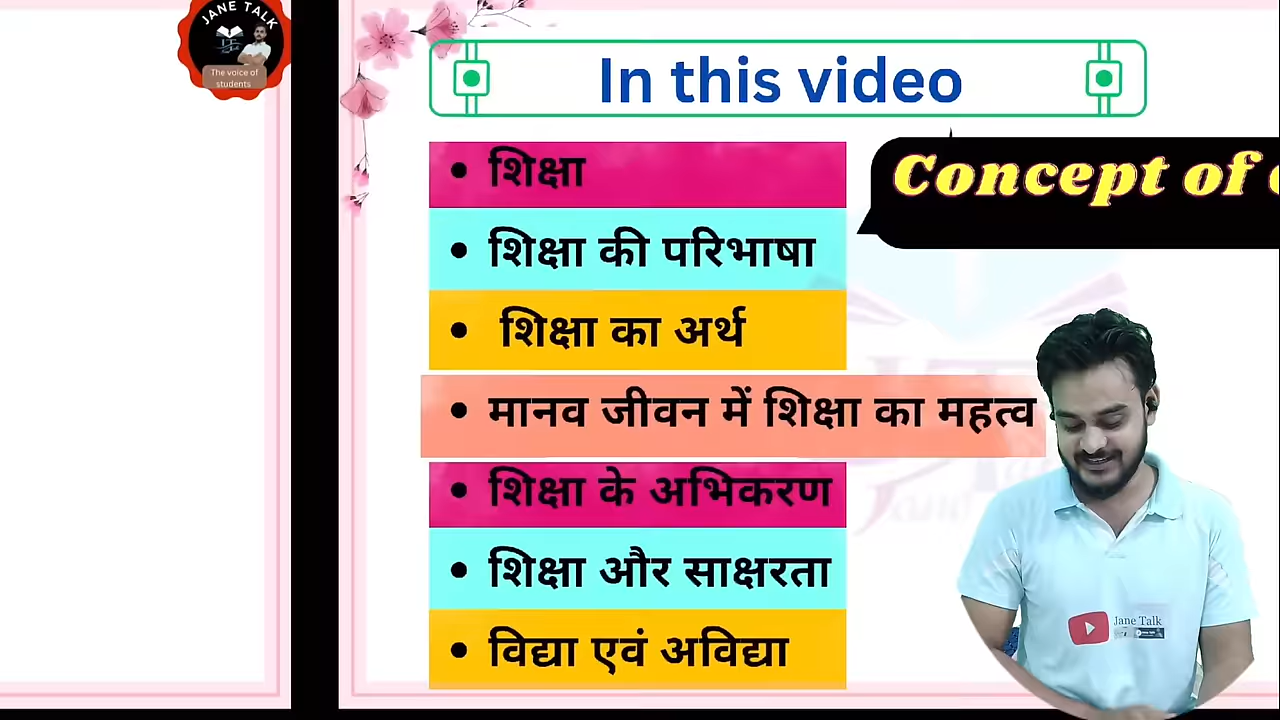 JANE TALK
The voice of
students
In this video
Concept of
• शिक्षा
• शिक्षा की परिभाषा
• शिक्षा का अर्थ
• मानव जीवन में शिक्षा का महत्व
• शिक्षा के अभिकरण
• शिक्षा और साक्षरता
• विद्या एवं अविद्या
Jane Talk